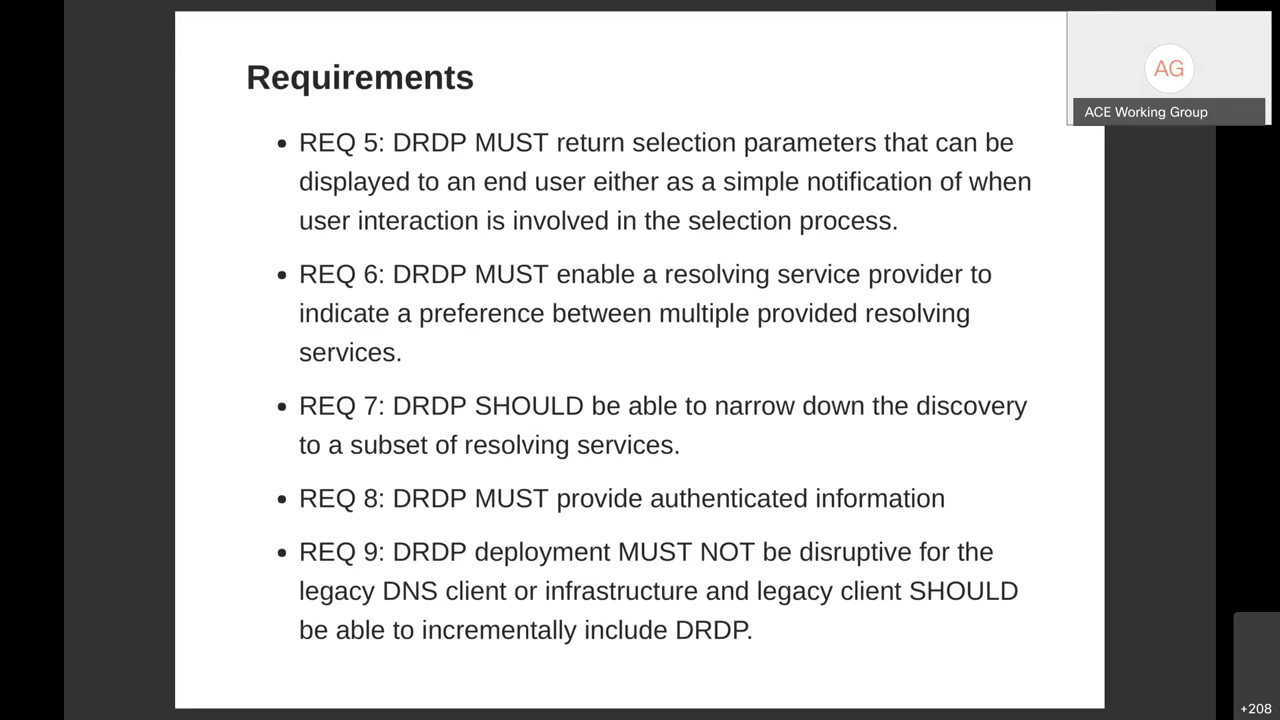 Requirements
AG
ACE Working Group
• REQ 5: DRDP MUST return selection parameters that can be
displayed to an end user either as a simple notification of when
user interaction is involved in the selection process.
• REQ 6: DRDP MUST enable a resolving service provider to
indicate a preference between multiple provided resolving
services.
• REQ 7: DRDP SHOULD be able to narrow down the discovery
to a subset of resolving services.
• REQ 8: DRDP MUST provide authenticated information
• REQ 9: DRDP deployment MUST NOT be disruptive for the
legacy DNS client or infrastructure and legacy client SHOULD
be able to incrementally include DRDP.
+208